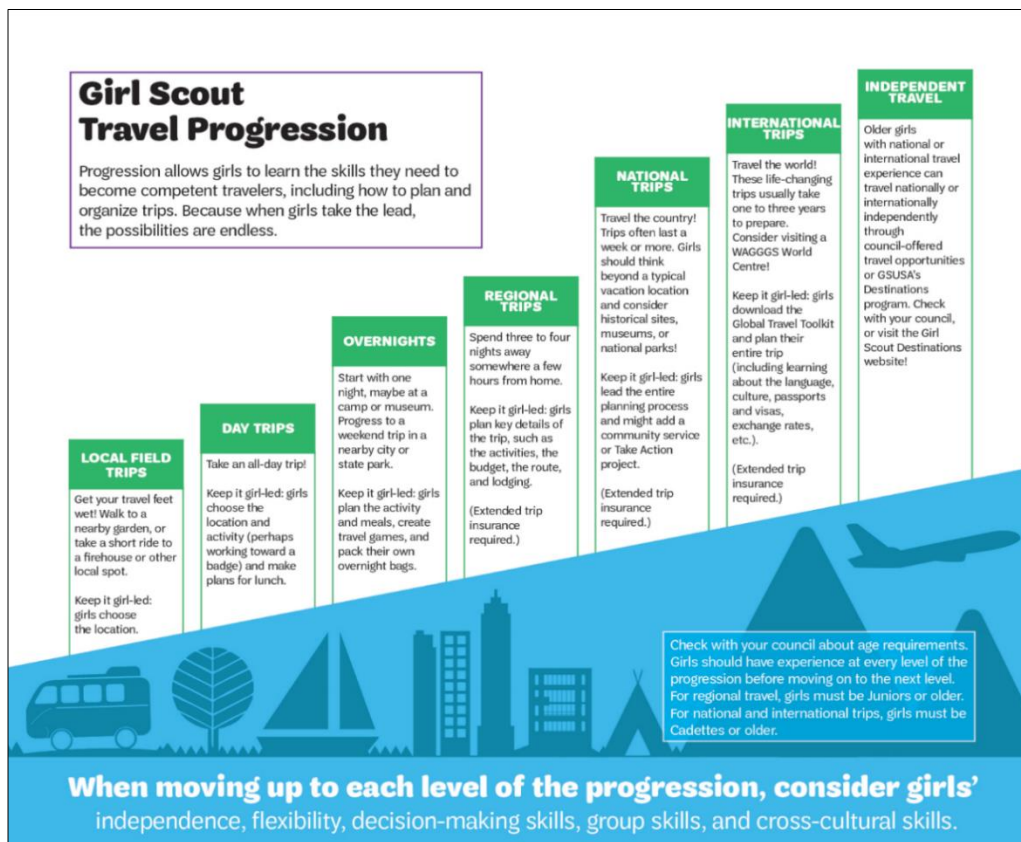 Girl Scout
Travel Progression
Progression allows girls to learn the skills they need to
become competent travelers, including how to plan and
organize trips. Because when girls take the lead,
the possibilities are endless.
LOCAL FIELD
TRIPS
Get your travel feet
wet! Walk to a
nearby garden, or
take a short ride to
a firehouse or other
local spot.
Keep it girl-led:
girls choose
the location.
DAY TRIPS
Take an all-day trip!
Keep it girl-led: girls
choose the
location and
activity (perhaps
working toward a
badge) and make
plans for lunch.
OVERNIGHTS
Start with one
night, maybe at a
camp or museum.
Progress to a
weekend trip in a
nearby city or
state park.
Keep it girl-led: girls
plan the activity
and meals, create
travel games, and
pack their own
overnight bags.
REGIONAL
TRIPS
Spend three to four
nights away
somewhere a few
hours from home.
Keep it girl-led: girls
plan key details of
the trip, such as
the activities, the
budget, the route,
and lodging.
(Extended trip
insurance
required.)
NATIONAL
TRIPS
Travel the country!
Trips often last a
week or more. Girls
should think
beyond a typical
vacation location
and consider
historical sites,
museums, or
national parks!
Keep it girl-led: girls
lead the entire
planning process
and might add a
community service
or Take Action
project.
(Extended trip
insurance
required.)
INTERNATIONAL
TRIPS
Travel the world!
These life-changing
trips usually take
one to three years
to prepare.
Consider visiting a
WAGGGS World
Centre!
Keep it girl-led: girls
download the
Global Travel Toolkit
and plan their
entire trip
(including learning
about the language,
culture, passports
and visas,
exchange rates,
etc.).
(Extended trip
insurance
required.)
INDEPENDENT
TRAVEL
Older girls
with national or
international travel
experience can
travel nationally or
internationally
independently
through
council-offered
travel opportunities
or GSUSA's
Destinations
program. Check
with your council,
or visit the Girl
Scout Destinations
website!
Check with your council about age requirements.
Girls should have experience at every level of the
progression before moving on to the next level.
For regional travel, girls must be Juniors or older.
For national and international trips, girls must be
Cadettes or older.
When moving up to each level of the progression, consider girls'
independence, flexibility, decision-making skills, group skills, and cross-cultural skills.